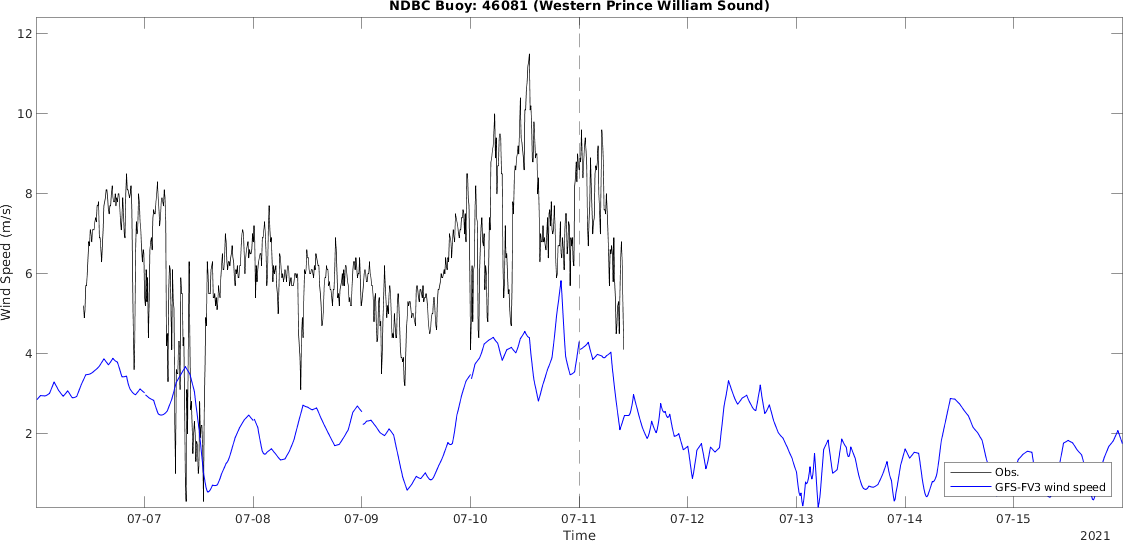 NDBC Buoy: 46081 (Western Prince William Sound)
12
10
8
6
4
2
Wind Speed (m/s)
07-07 07-08 07-09 07-10 07-11 07-12 07-13 07-14 07-15
Time
2021
Obs.
GFS-FV3 wind speed